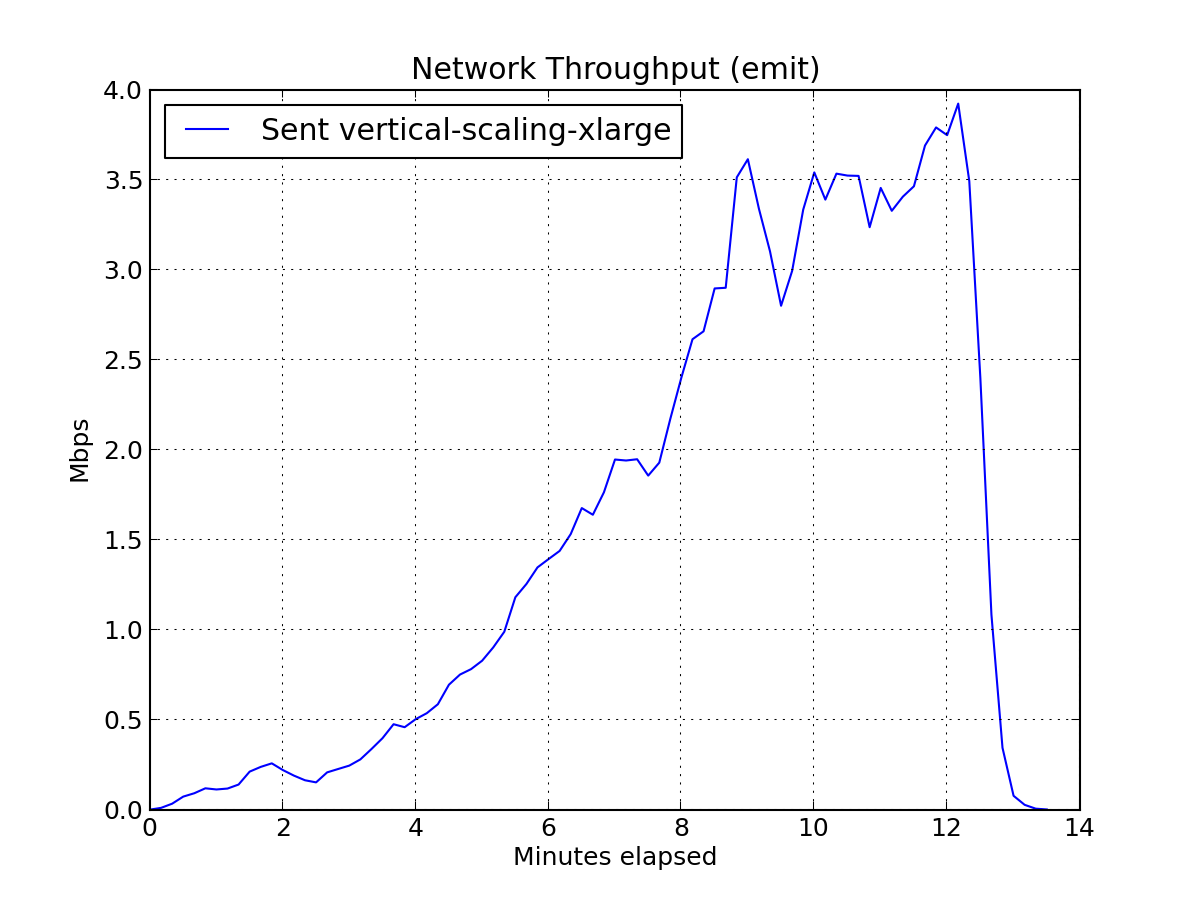 Network Throughput (emit)
Sent vertical-scaling-xlarge
4.0
3.5
3.0
2.5
2.0
1.5
1.0
0.5
0.0
Mbps
0 2 4 6 8 10 12 14
Minutes elapsed